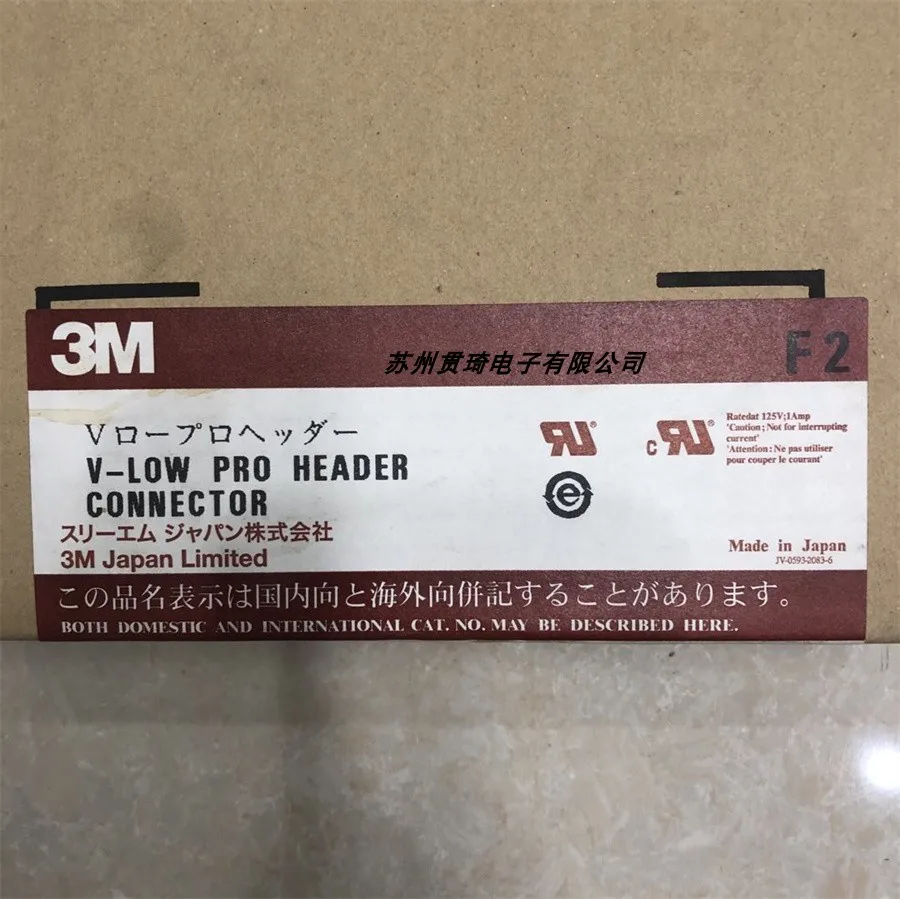 3M
苏州贯琦电子有限公司
F2
Vロープロヘッダー
V-LOW PRO HEADER
CONNECTOR
スリーエム ジャパン株式会社
3M Japan Limited
c
Ratedat 125V;1Amp
'Caution; Not for interrupting
current'
'Attention: Ne pas utiliser
pour couper le courant'
Made in Japan
JV-0593-2083-6
この品名表示は国内向と海外向併記することがあります。
BOTH DOMESTIC AND INTERNATIONAL CAT. NO. MAY BE DESCRIBED HERE.